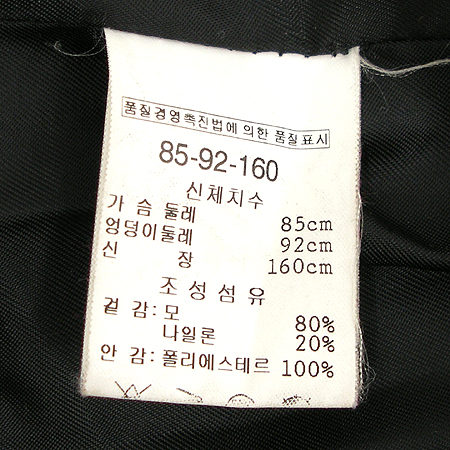 품질경영촉진법에 의한 품질표시
85-92-160
신체치수
가 슴 둘레 85cm
엉덩이둘레 92cm
신 장 160cm
조성섬유
겉 감:모 80%
나일론 20%
안 감:폴리에스테르 100%